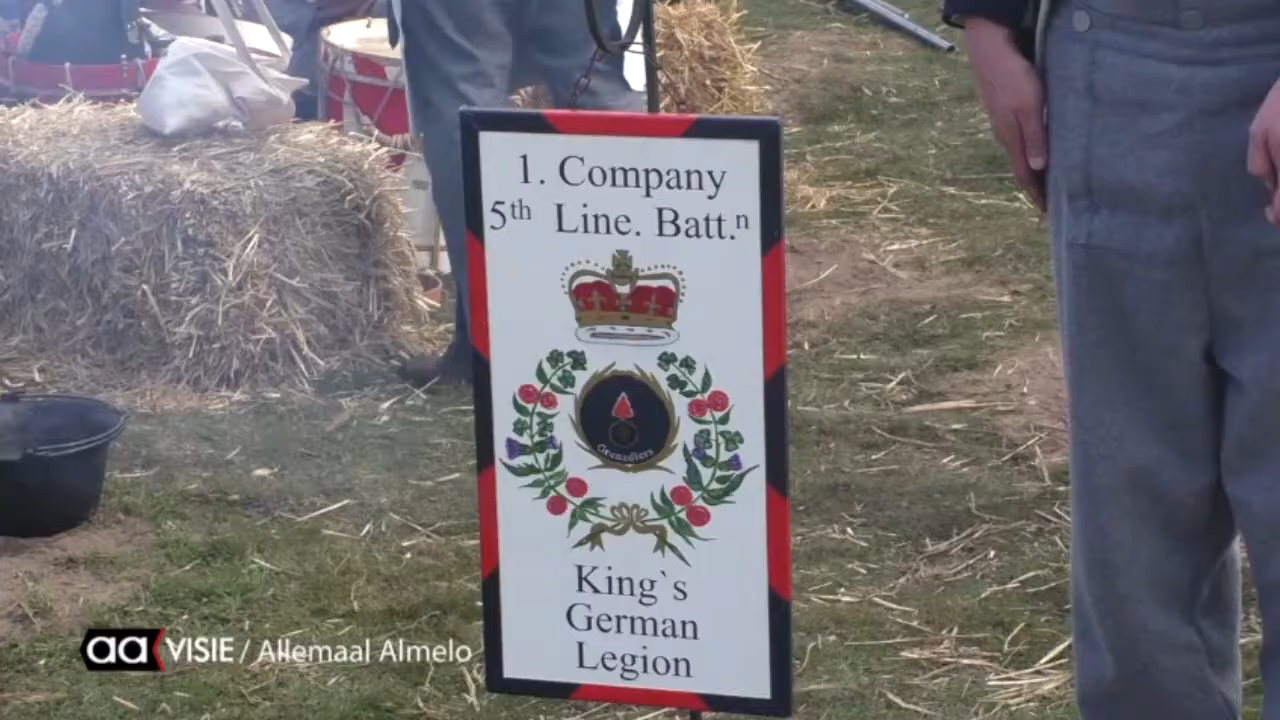 1. Company
5th Line. Batt.n
Grenadiers
King`s
German
Legion
aa VISIE / Allemaal Almelo